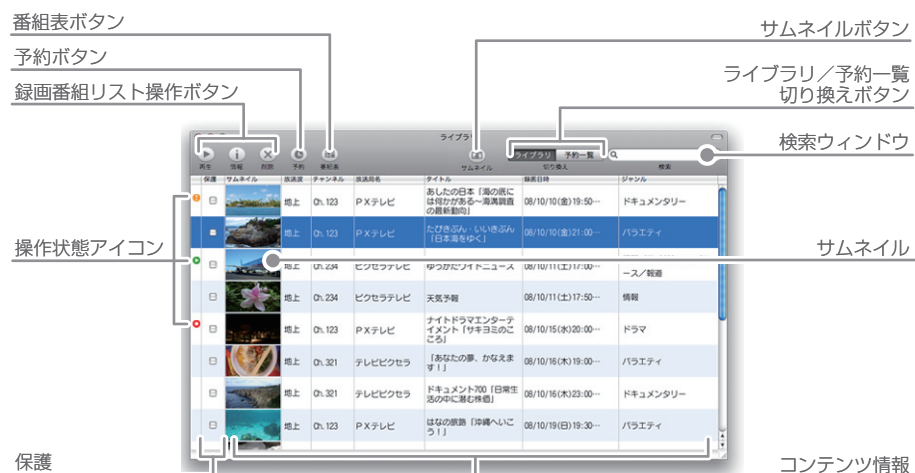 番組表ボタン
予約ボタン
録画番組リスト操作ボタン
サムネイルボタン
ライブラリ／予約一覧
切り換えボタン
検索ウィンドウ
ライブラリ
再生 情報 削除 予約 番組表 サムネイル 切り換え 検索
ライブラリ 予約一覧
保護 サムネイル 放送波 チャンネル 放送局名 タイトル 録画日時 ジャンル
地上 Ch. 123 PXテレビ
あしたの日本「海の底に
は何かがある〜海溝調査
の最新動向」
08/10/10(金)19:50… ドキュメンタリー
地上 Ch. 123 PXテレビ
たびきぶん・いいきぶん
「日本海をゆく」
08/10/10(金)21:00… バラエティ
地上 Ch. 234 ピクセラテレビ ゆうがたワイドニュース 08/10/11(土)17:00…
ース／報道
地上 Ch. 234 ピクセラテレビ 天気予報 08/10/11(土)17:50… 情報
地上 Ch. 123 PXテレビ
ナイトドラマエンターテ
イメント「サキヨミのこ
ころ」
08/10/15(水)20:00… ドラマ
地上 Ch. 321 テレビピクセラ
「あなたの夢、かなえま
す！」
08/10/16(木)19:00… バラエティ
地上 Ch. 321 テレビピクセラ
ドキュメント700「日常生
活の中に潜む株価」
08/10/16(木)23:00… ドキュメンタリー
地上 Ch. 123 PXテレビ
はなの旅路「沖縄へいこ
う！」
08/10/19(日)19:30… バラエティ
操作状態アイコン
サムネイル
保護
コンテンツ情報